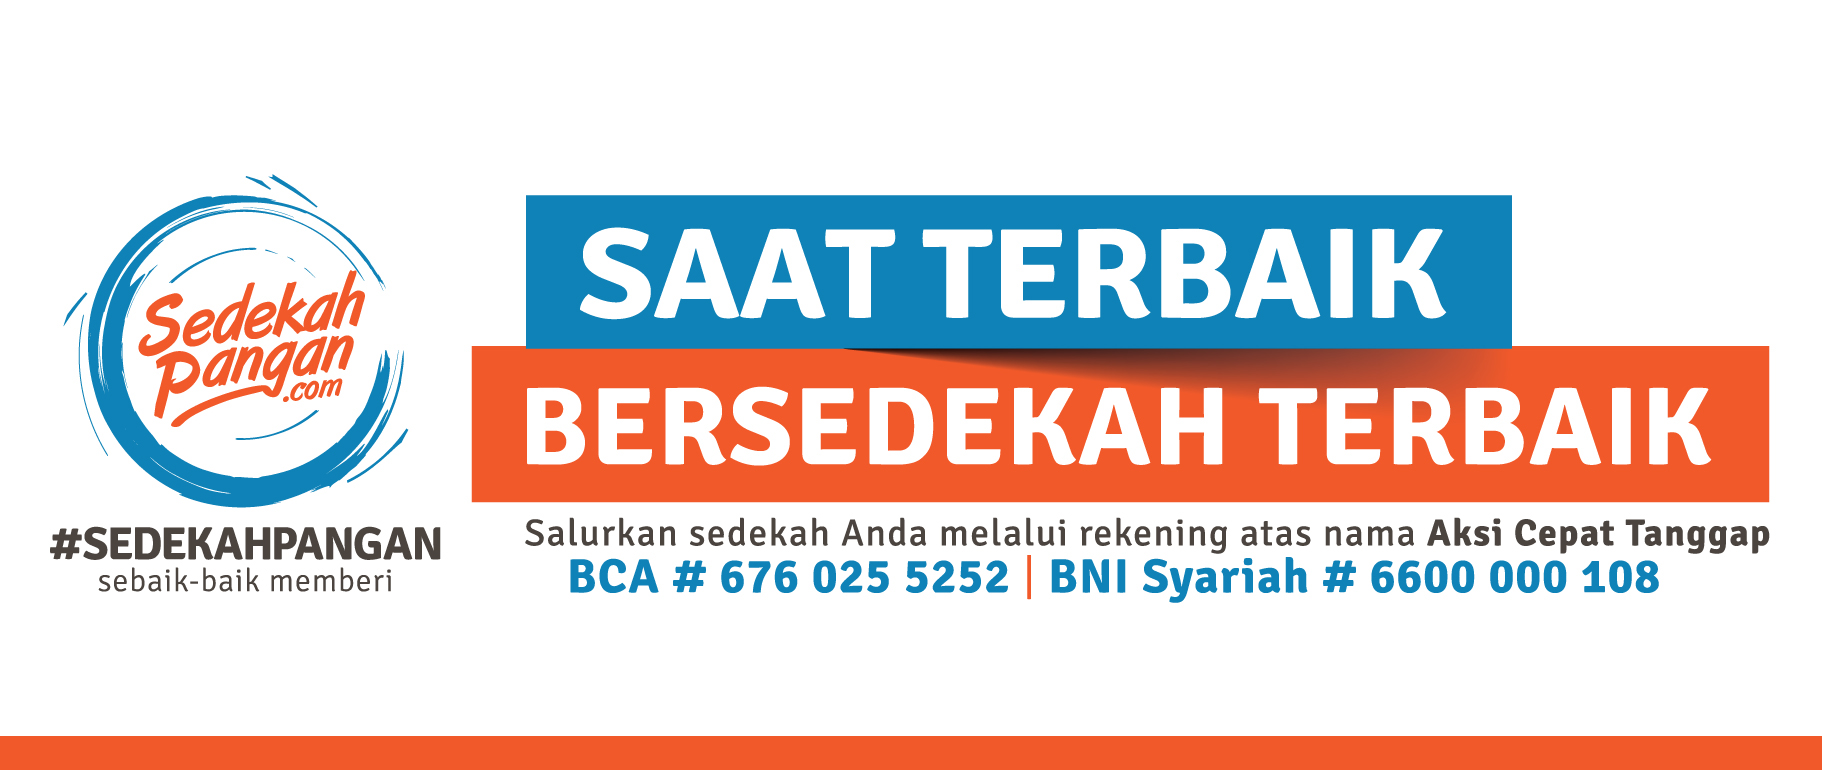 Sedekah
Pangan
.com
#SEDEKAHPANGAN
sebaik-baik memberi
SAAT TERBAIK
BERSEDEKAH TERBAIK
Salurkan sedekah Anda melalui rekening atas nama Aksi Cepat Tanggap
BCA # 676 025 5252 | BNI Syariah # 6600 000 108